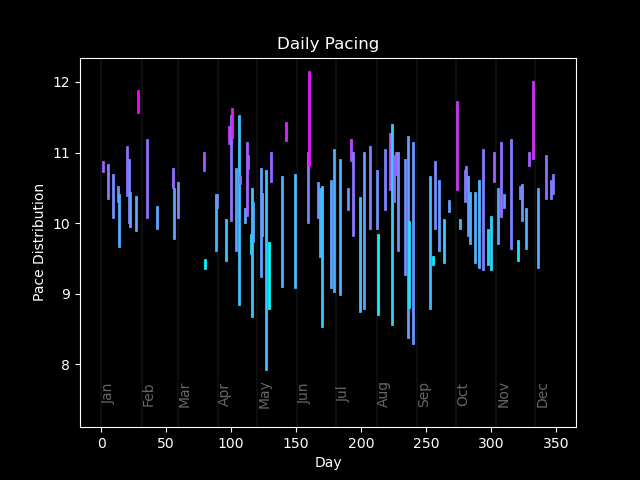 Daily Pacing
12
11
10
9
8
Pace Distribution
Jan
Feb
Mar
Apr
May
Jun
Jul
Aug
Sep
Oct
Nov
Dec
0 50 100 150 200 250 300 350
Day